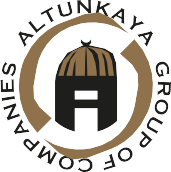 ALTUNKAYA GROUP OF COMPANIES